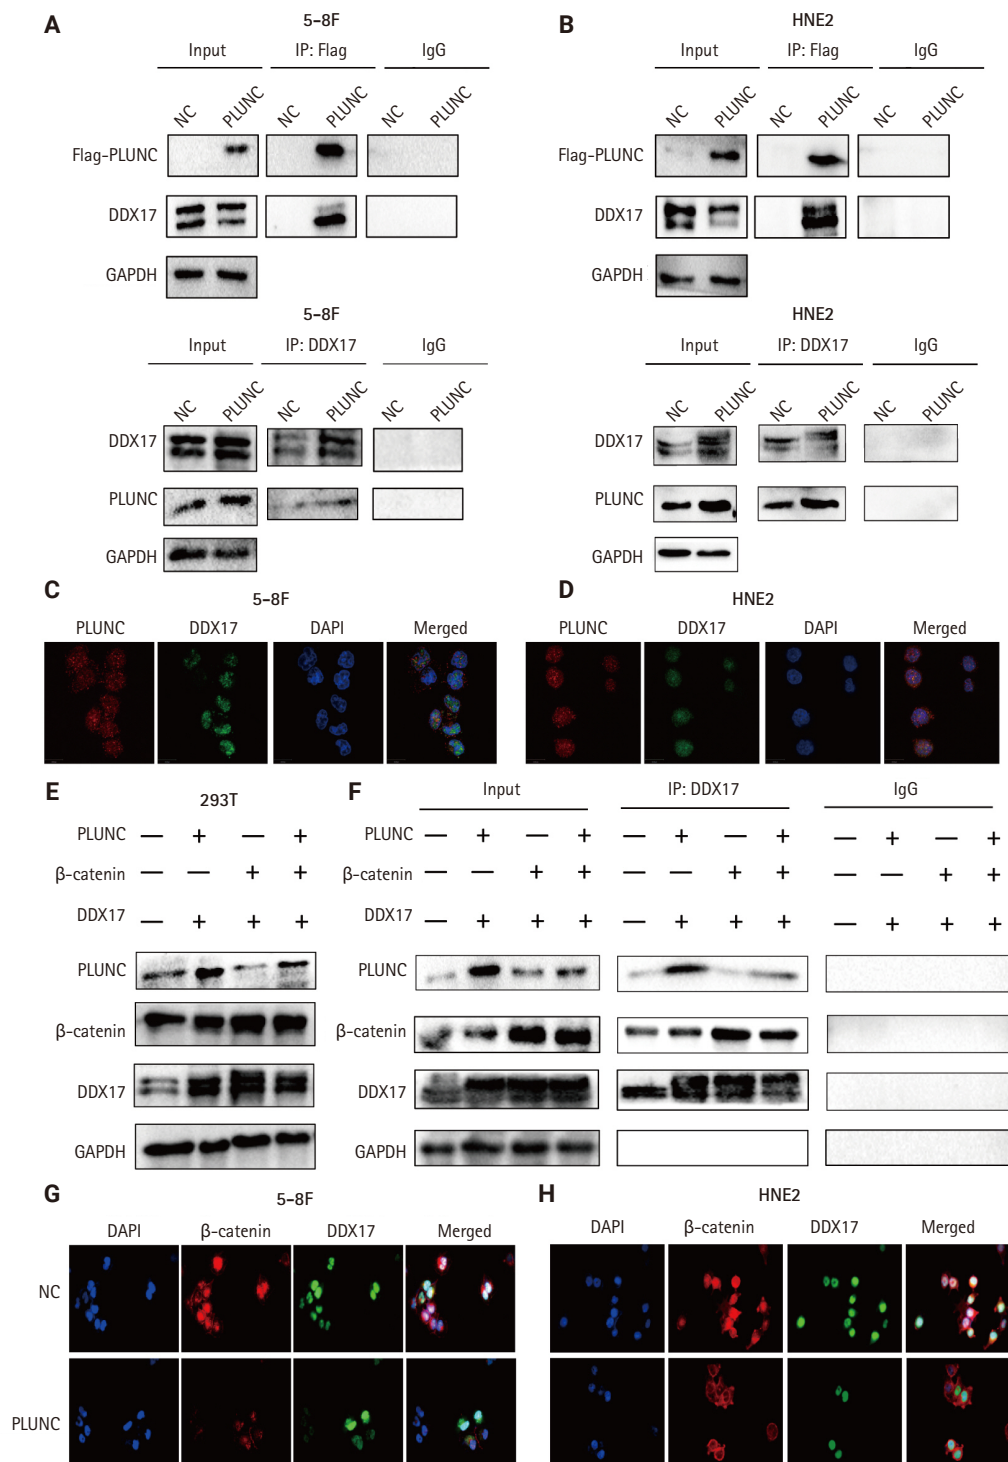 A
5-8F
Input IP: Flag IgG
NC PLUNC NC PLUNC NC PLUNC
Flag-PLUNC
DDX17
GAPDH
5-8F
Input IP: DDX17 IgG
NC PLUNC NC PLUNC NC PLUNC
DDX17
PLUNC
GAPDH
B
HNE2
Input IP: Flag IgG
NC PLUNC NC PLUNC NC PLUNC
Flag-PLUNC
DDX17
GAPDH
HNE2
Input IP: DDX17 IgG
NC PLUNC NC PLUNC NC PLUNC
DDX17
PLUNC
GAPDH
C
5-8F
PLUNC DDX17 DAPI Merged
D
HNE2
PLUNC DDX17 DAPI Merged
E
293T
PLUNC — + — +
β-catenin — — + +
DDX17 — + + +
PLUNC
β-catenin
DDX17
GAPDH
F
Input IP: DDX17 IgG
PLUNC — + — + — + — + — + — +
β-catenin — — + + — — + + — — + +
DDX17 — + + + — + + + — + + +
PLUNC
β-catenin
DDX17
GAPDH
G
5-8F
DAPI β-catenin DDX17 Merged
NC
PLUNC
H
HNE2
DAPI β-catenin DDX17 Merged